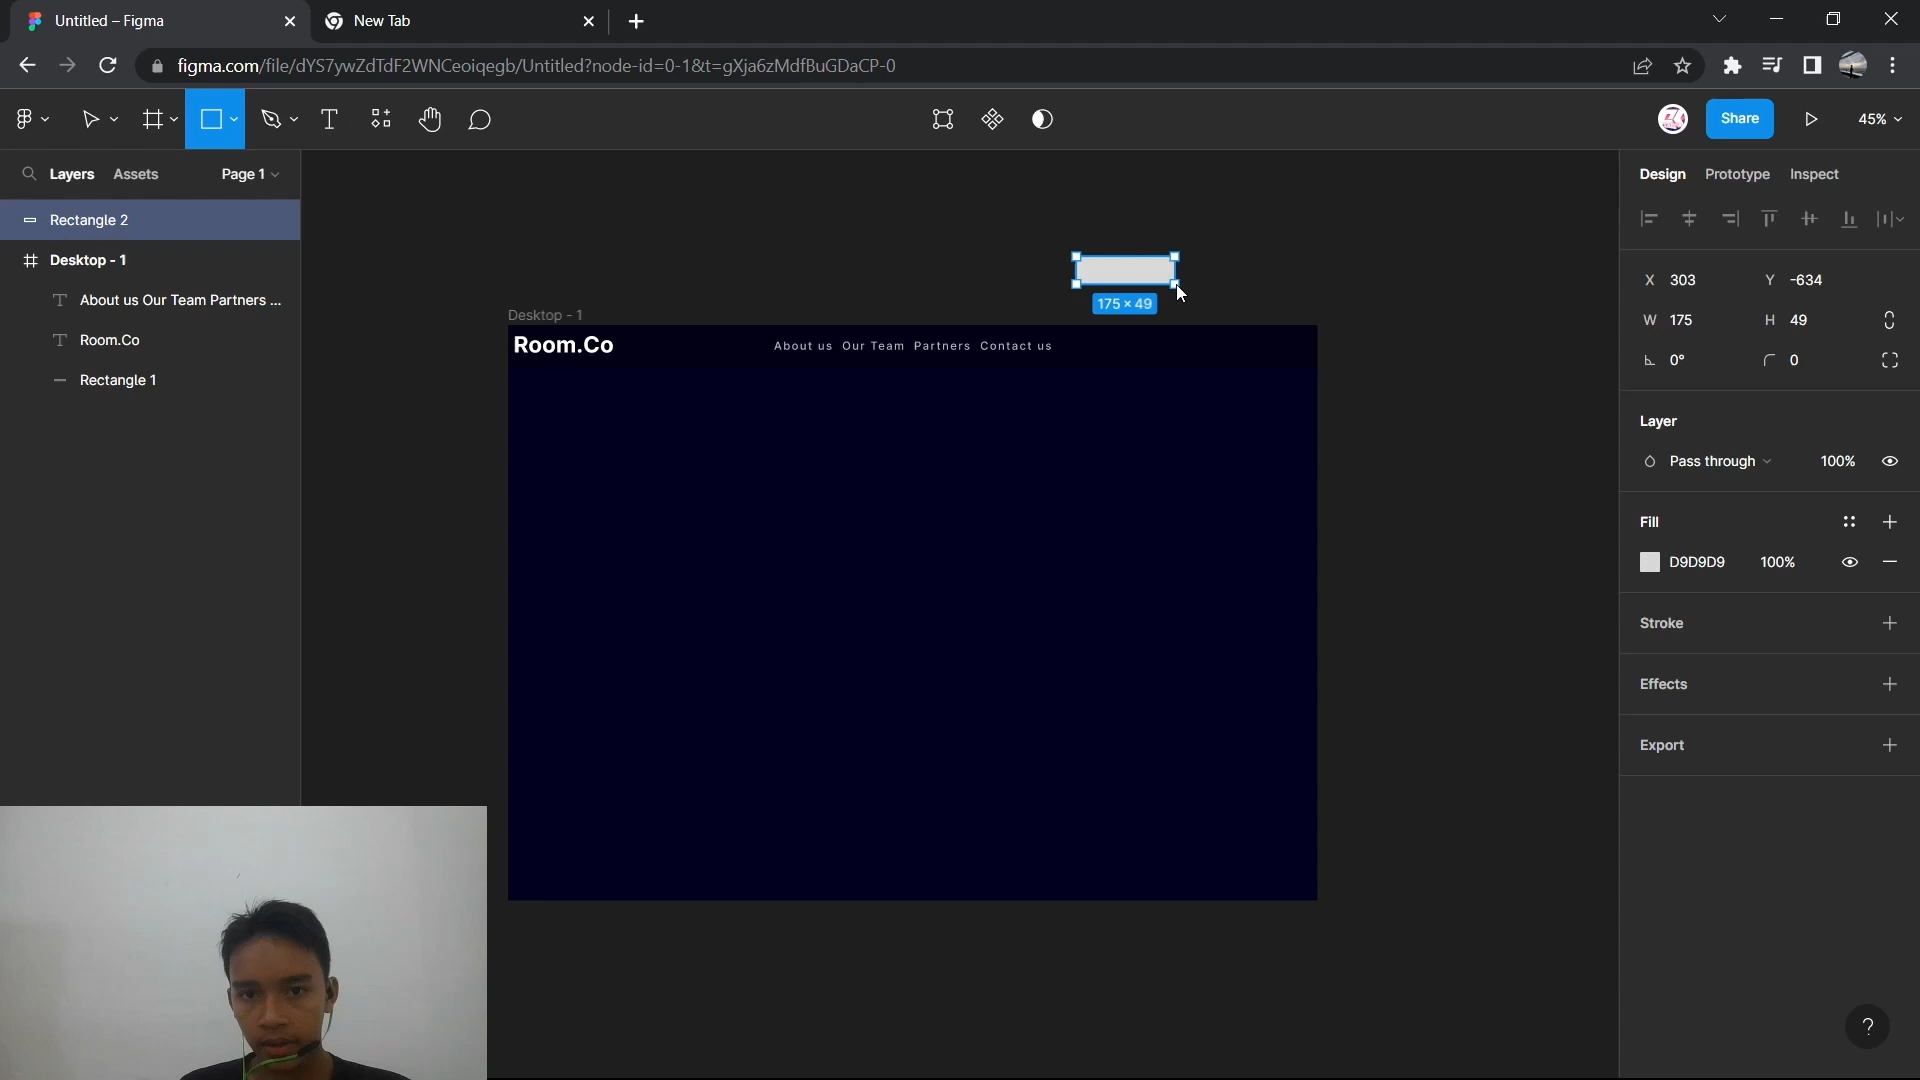 Untitled – Figma
New Tab
figma.com/file/dYS7ywZdTdF2WNCeoiqegb/Untitled?node-id=0-1&t=gXja6zMdfBuGDaCP-0
Share
45%
Layers Assets Page 1
Rectangle 2
Desktop - 1
About us Our Team Partners ...
Room.Co
Rectangle 1
175 × 49
Desktop - 1
Room.Co
About us Our Team Partners Contact us
Design Prototype Inspect
X 303 Y -634
W 175 H 49
0° 0
Layer
Pass through 100%
Fill
D9D9D9 100%
Stroke
Effects
Export
?